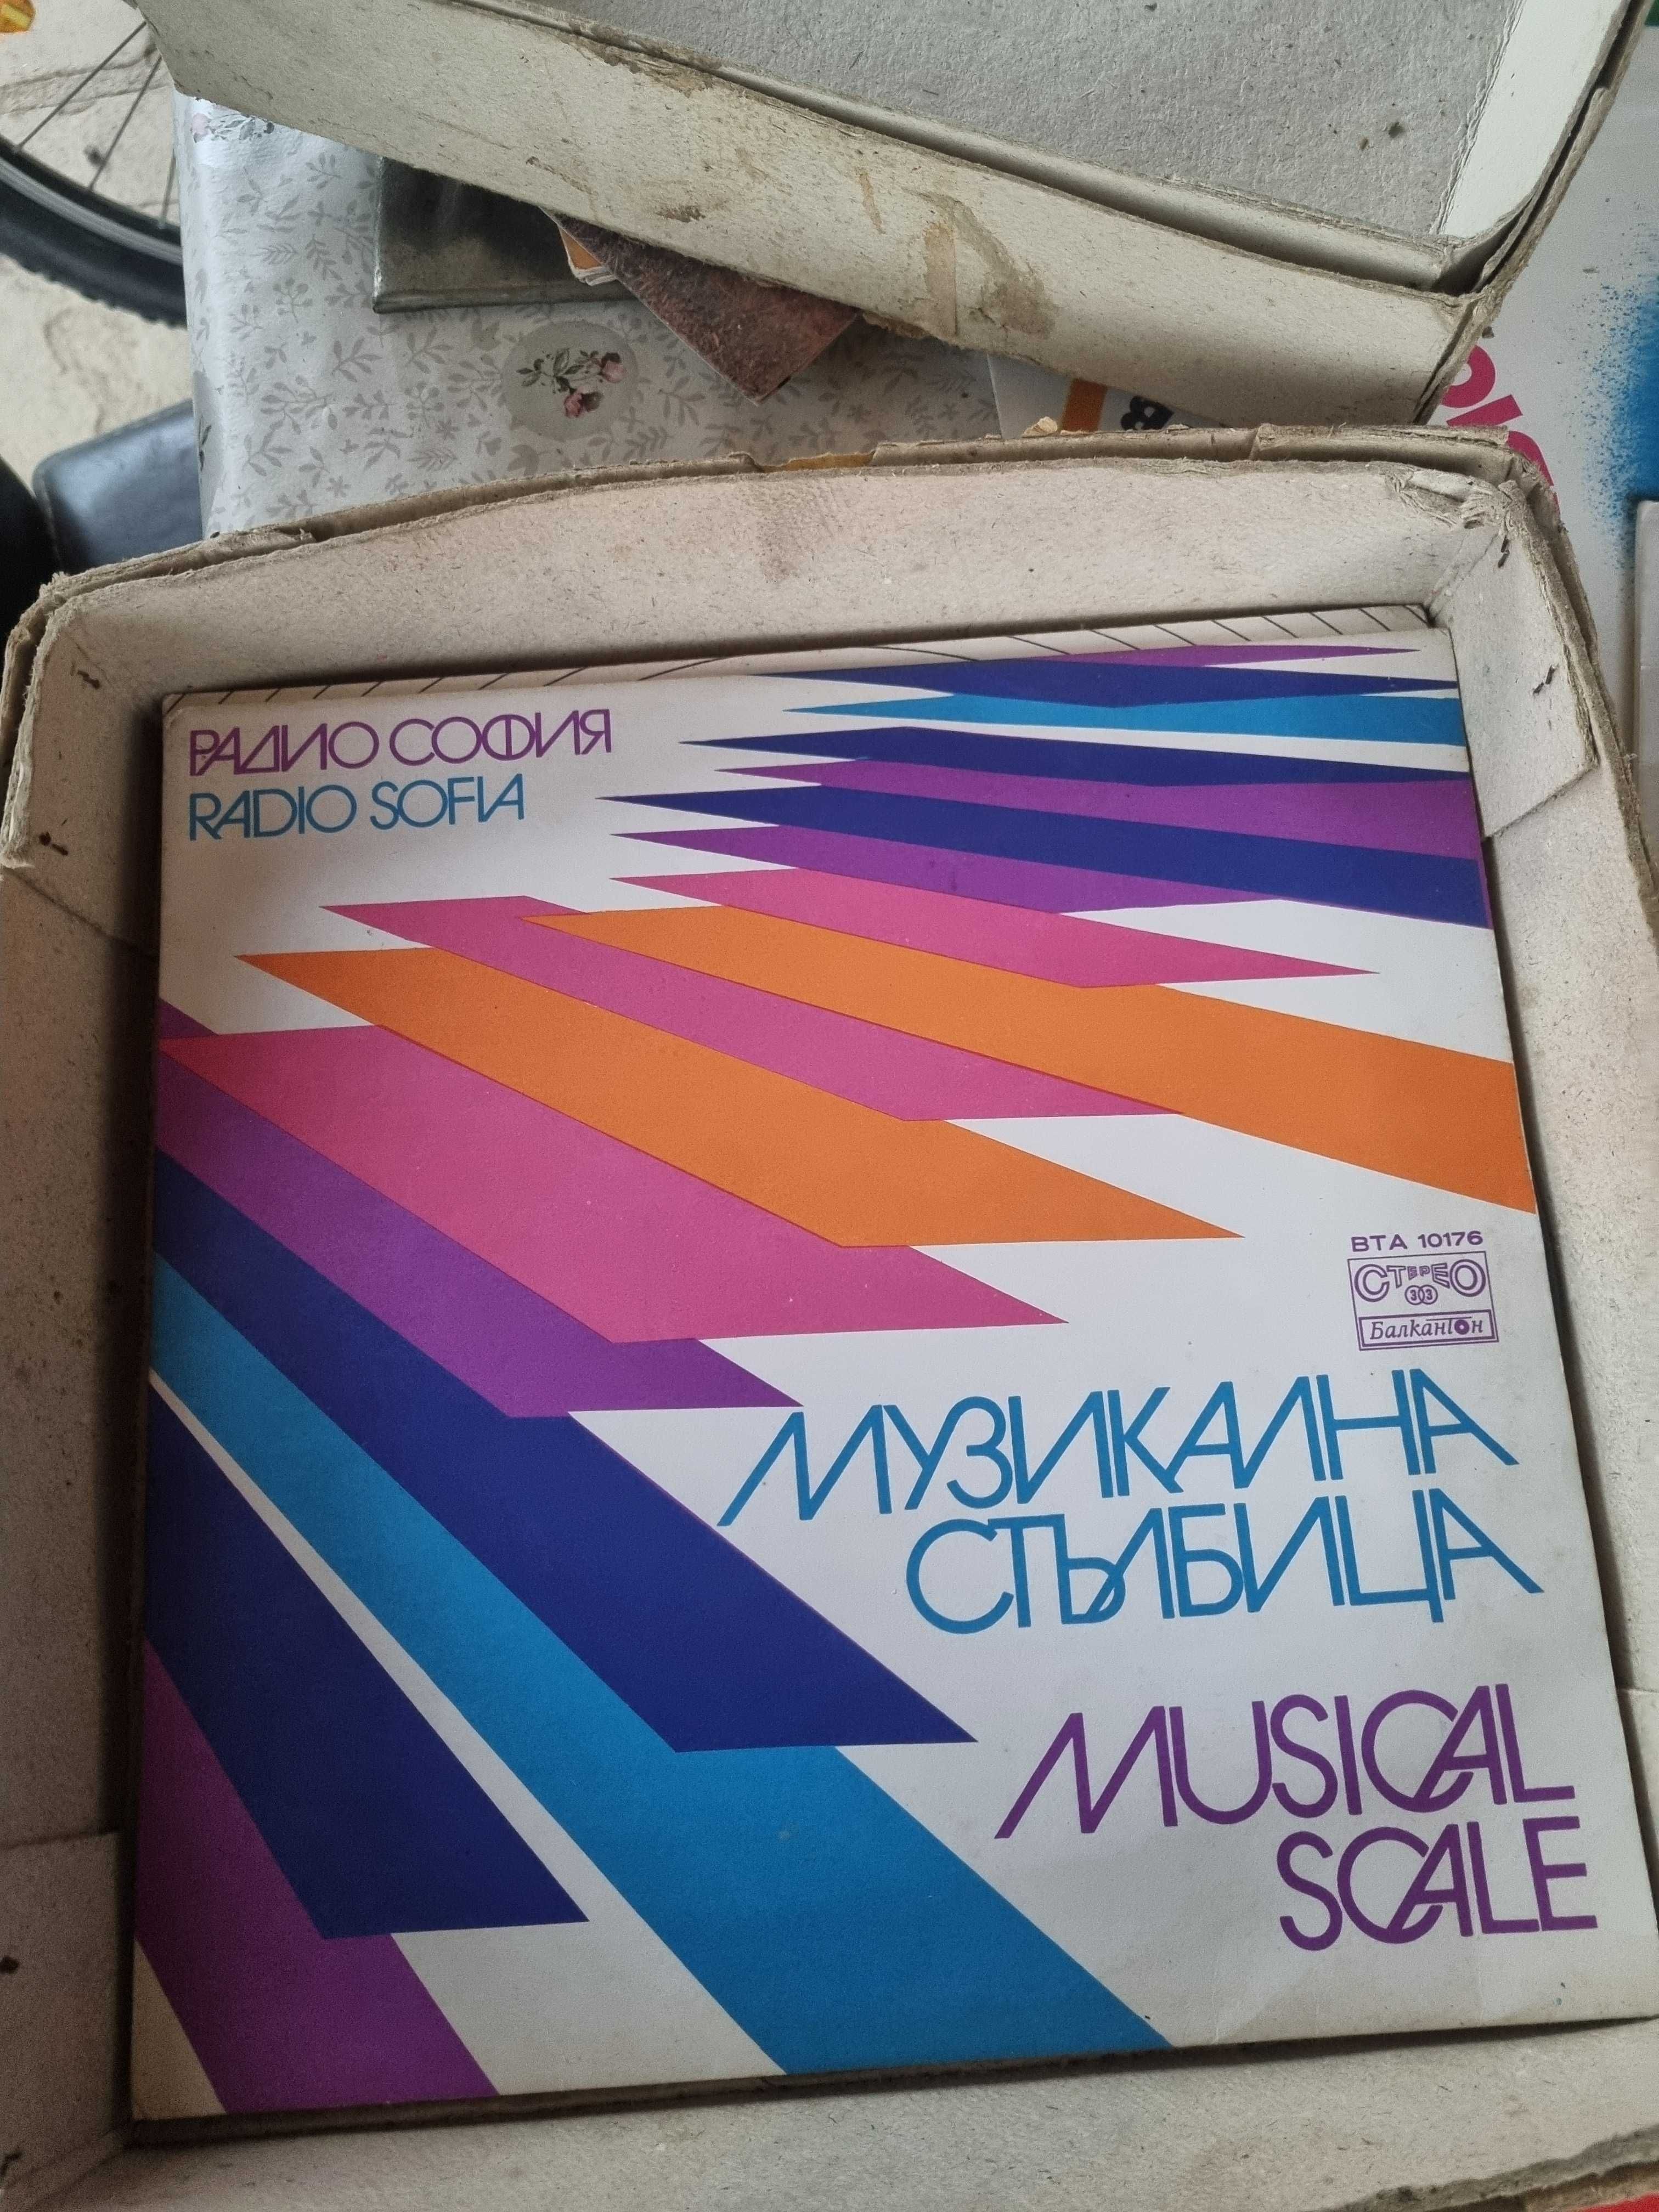 РАДИО СОФИЯ
RADIO SOFIA
ВТА 10176
СТЕРЕО
33
Балкантон
МУЗИКАЛНА
СТЪЛБИЦА
MUSICAL
SCALE